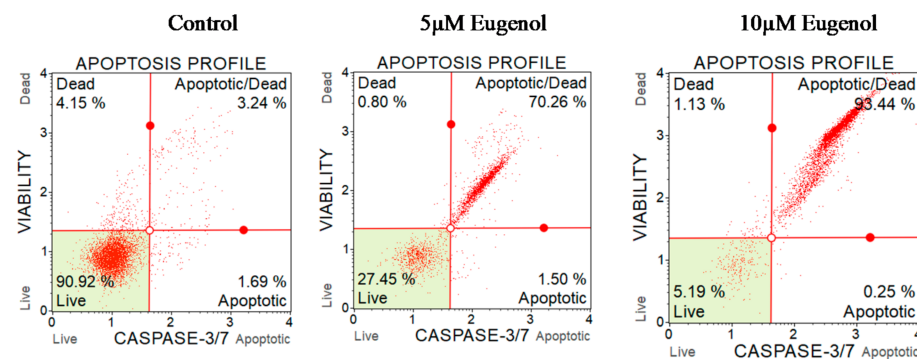 Control
5µM Eugenol
10µM Eugenol
APOPTOSIS PROFILE
4
3
2
1
0
Dead
Live
VIABILITY
Dead
4.15 %
Apoptotic/Dead
3.24 %
90.92 %
Live
1.69 %
Apoptotic
0 1 2 3 4
Live CASPASE-3/7 Apoptotic
APOPTOSIS PROFILE
4
3
2
1
0
Dead
Live
VIABILITY
Dead
0.80 %
Apoptotic/Dead
70.26 %
27.45 %
Live
1.50 %
Apoptotic
0 1 2 3 4
Live CASPASE-3/7 Apoptotic
APOPTOSIS PROFILE
4
3
2
1
0
Dead
Live
VIABILITY
Dead
1.13 %
Apoptotic/Dead
93.44 %
5.19 %
Live
0.25 %
Apoptotic
0 1 2 3 4
Live CASPASE-3/7 Apoptotic